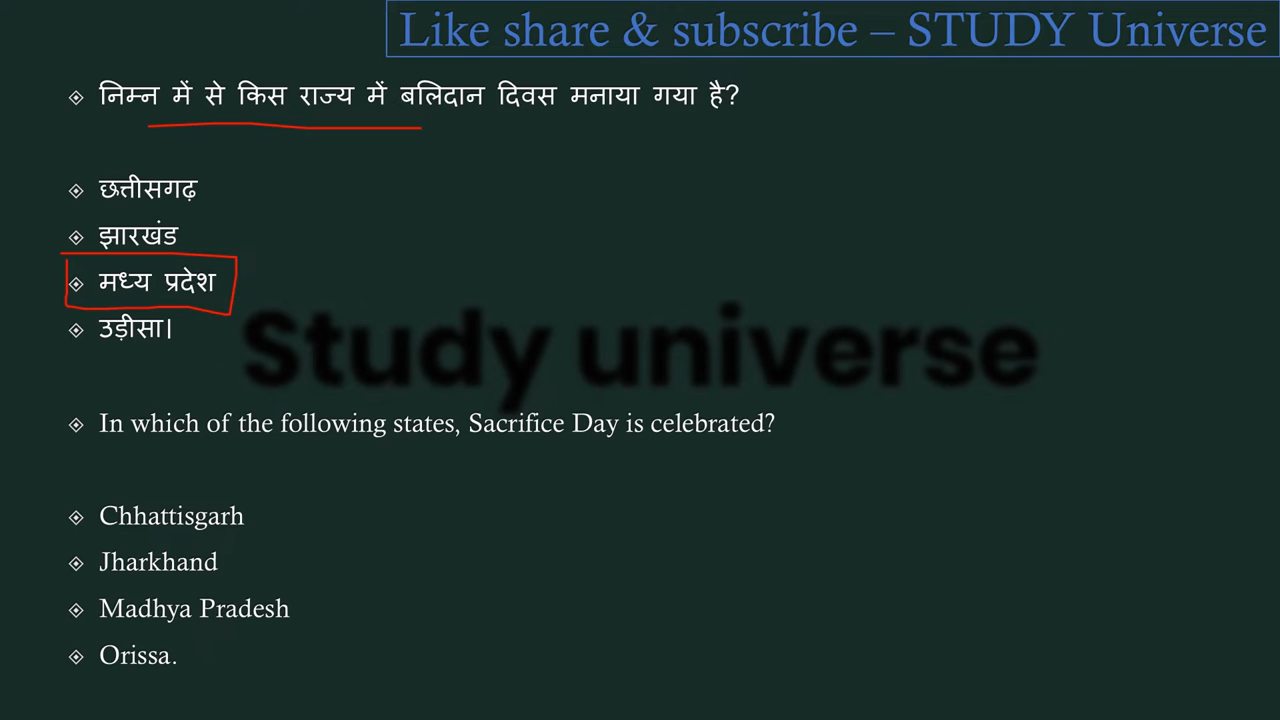 Like share & subscribe – STUDY Universe
निम्न में से किस राज्य में बलिदान दिवस मनाया गया है?
छत्तीसगढ़
झारखंड
मध्य प्रदेश
उड़ीसा।
Study universe
In which of the following states, Sacrifice Day is celebrated?
Chhattisgarh
Jharkhand
Madhya Pradesh
Orissa.